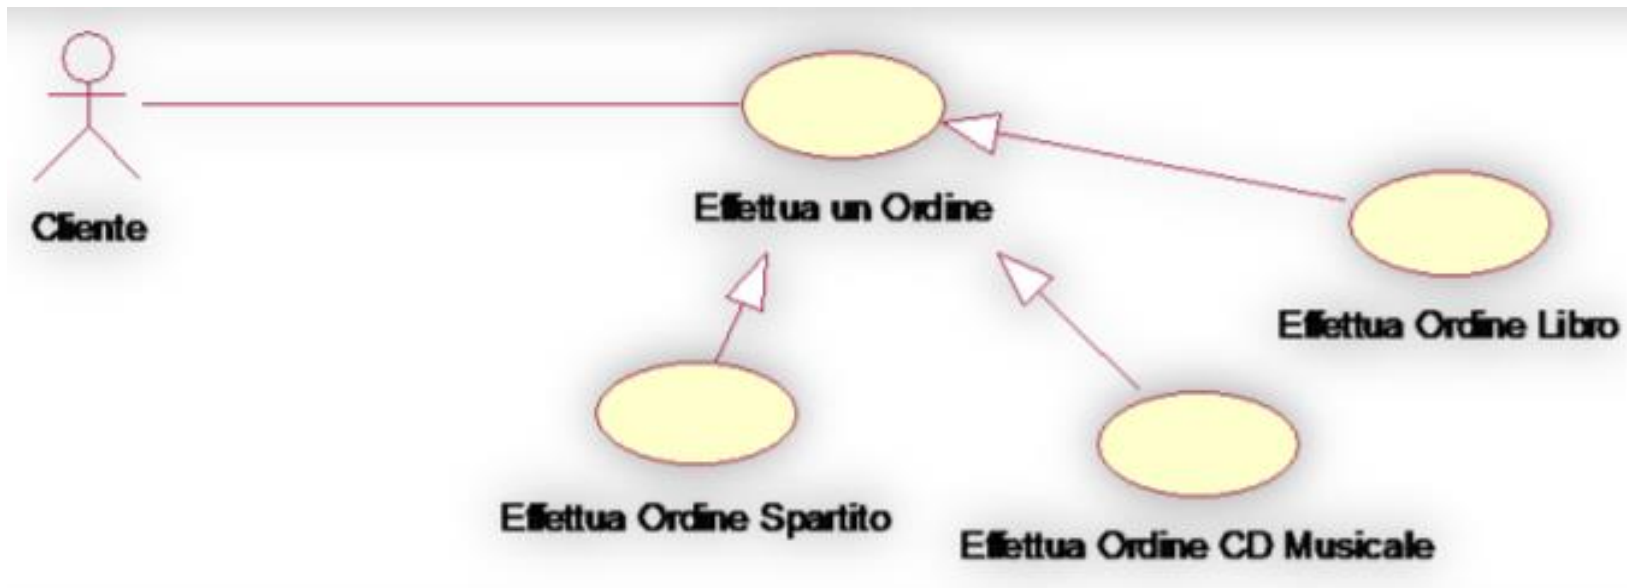 Cliente
Effettua un Ordine
Effettua Ordine Libro
Effettua Ordine Spartito
Effettua Ordine CD Musicale